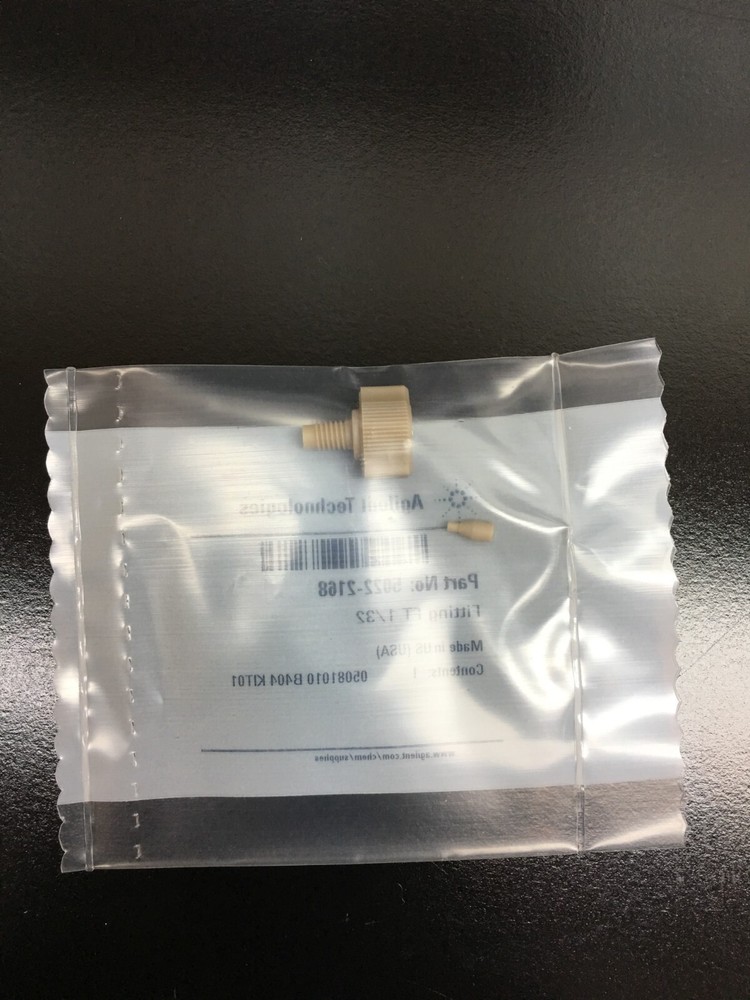 Agilent Technologies
Part No: 5022-2168
Fitting FT 1/32
Made in US (USA)
Contents: 1 05081010 B404 KIT01
www.agilent.com/chem/supplies